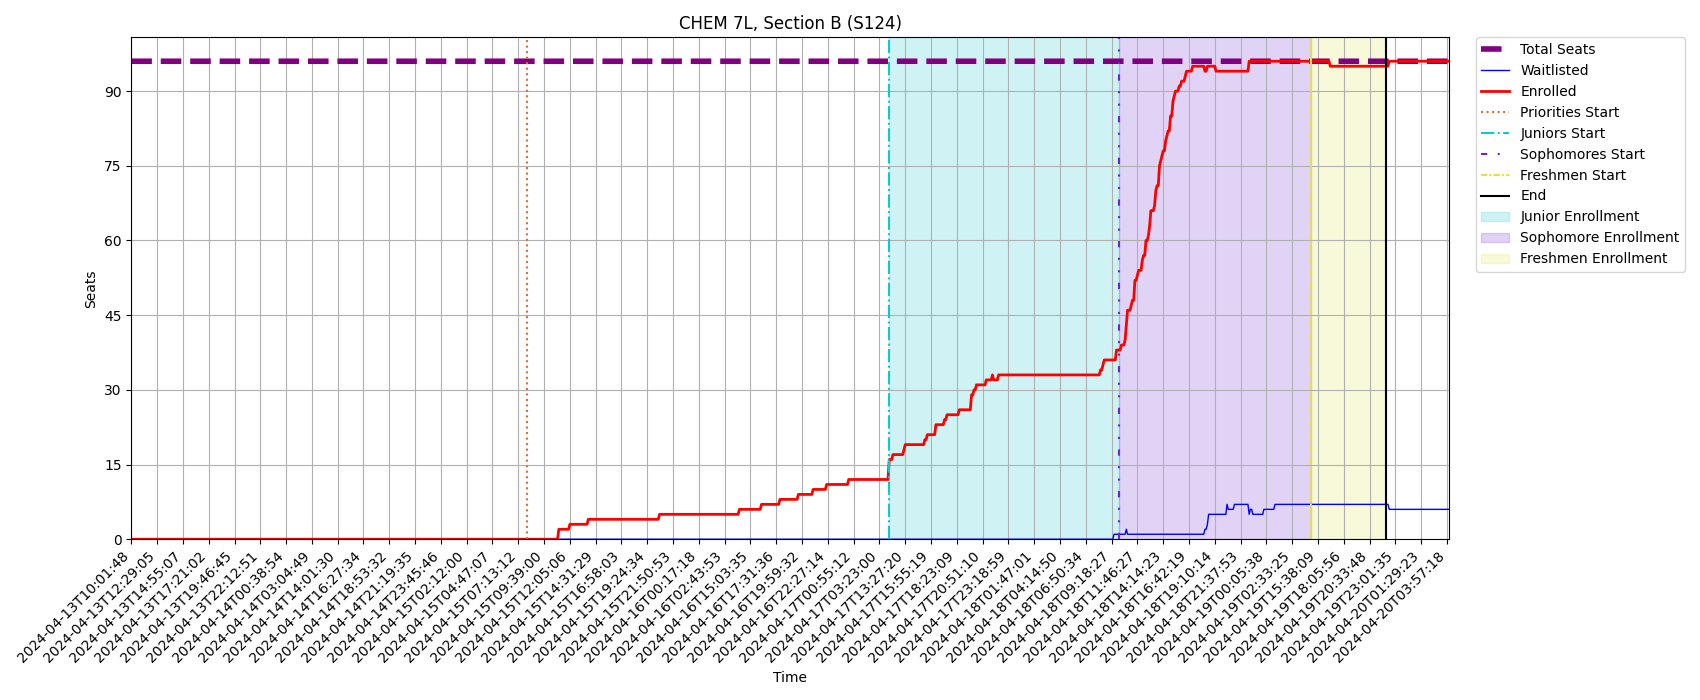 CHEM 7L, Section B (S124)
Total Seats
Waitlisted
Enrolled
Priorities Start
Juniors Start
Sophomores Start
Freshmen Start
End
Junior Enrollment
Sophomore Enrollment
Freshmen Enrollment
Seats
90
75
60
45
30
15
0
2024-04-13T10:01:48
2024-04-13T12:29:05
2024-04-13T14:55:07
2024-04-13T17:21:02
2024-04-13T19:46:45
2024-04-13T22:12:51
2024-04-14T00:38:54
2024-04-14T03:04:49
2024-04-14T14:01:30
2024-04-14T16:27:34
2024-04-14T18:53:32
2024-04-14T21:19:35
2024-04-14T23:45:46
2024-04-15T02:12:00
2024-04-15T04:47:07
2024-04-15T07:13:12
2024-04-15T09:39:00
2024-04-15T12:05:06
2024-04-15T14:31:29
2024-04-15T16:58:03
2024-04-15T19:24:34
2024-04-15T21:50:53
2024-04-16T00:17:18
2024-04-16T02:43:53
2024-04-16T15:03:35
2024-04-16T17:31:36
2024-04-16T19:59:32
2024-04-16T22:27:14
2024-04-17T00:55:12
2024-04-17T03:23:00
2024-04-17T13:27:20
2024-04-17T15:55:19
2024-04-17T18:23:09
2024-04-17T20:51:10
2024-04-17T23:18:59
2024-04-18T01:47:01
2024-04-18T04:14:50
2024-04-18T06:50:34
2024-04-18T09:18:27
2024-04-18T11:46:27
2024-04-18T14:14:23
2024-04-18T16:42:19
2024-04-18T19:10:14
2024-04-18T21:37:53
2024-04-19T00:05:38
2024-04-19T02:33:25
2024-04-19T15:38:09
2024-04-19T18:05:56
2024-04-19T20:33:48
2024-04-19T23:01:35
2024-04-20T01:29:23
2024-04-20T03:57:18
Time